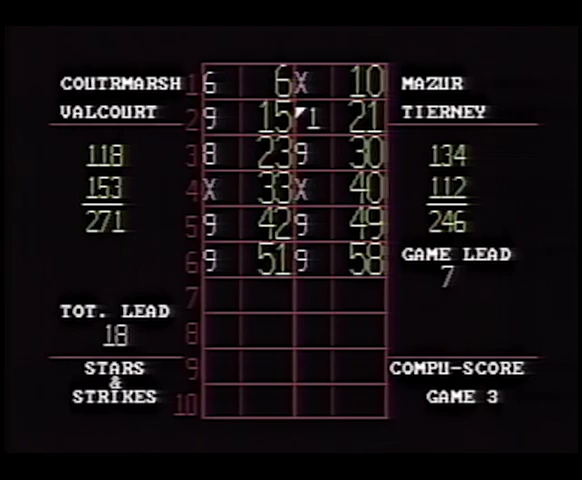 COUTRMARSH 1 6 6 X 10 MAZUR
VALCOURT 2 9 15 1 21 TIERNEY
118 3 8 23 9 30 134
153 4 X 33 X 40 112
271 5 9 42 9 49 246
6 9 51 9 58 GAME LEAD
7 7
TOT. LEAD
18 8
STARS 9 COMPU-SCORE
&
STRIKES 10 GAME 3